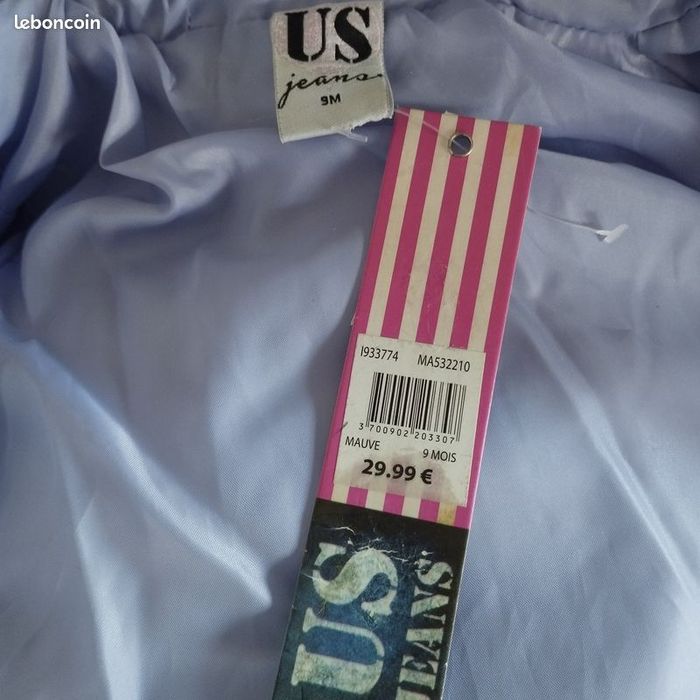 leboncoin
US
jeans
9M
I933774 MA532210
3 700902 203307
MAUVE 9 MOIS
29.99 €
US
JEANS